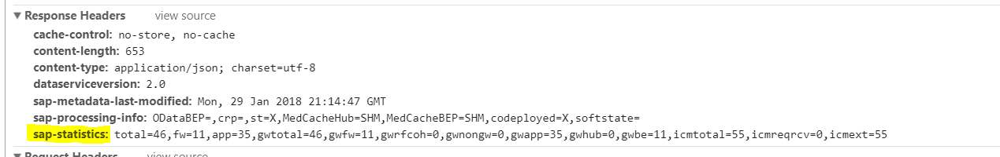 ▼ Response Headers view source
cache-control: no-store, no-cache
content-length: 653
content-type: application/json; charset=utf-8
dataserviceversion: 2.0
sap-metadata-last-modified: Mon, 29 Jan 2018 21:14:47 GMT
sap-processing-info: ODataBEP=,crp=,st=X,MedCacheHub=SHM,MedCacheBEP=SHM,codeployed=X,softstate=
sap-statistics: total=46,fw=11,app=35,gwtotal=46,gwfw=11,gwrfcoh=0,gwnongw=0,gwapp=35,gwhub=0,gwbe=11,icmtotal=55,icmreqrcv=0,icmext=55
▼ Request Headers view source